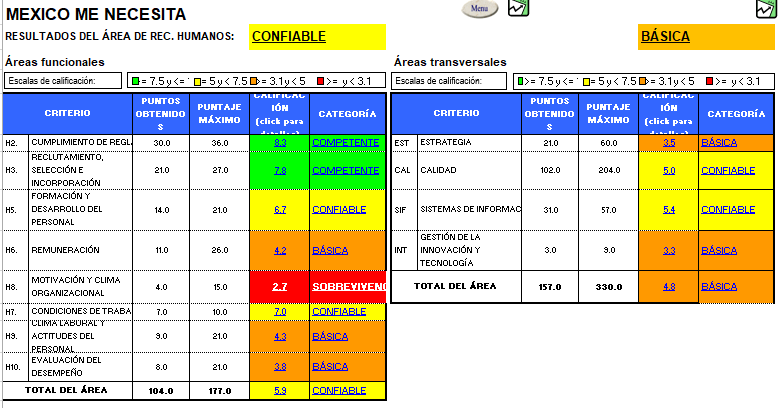 MEXICO ME NECESITA
Menu
RESULTADOS DEL ÁREA DE REC. HUMANOS: CONFIABLE BÁSICA
Áreas funcionales Áreas transversales
Escalas de calificación: >= 7.5 y <= >= 5 y < 7.5 >= 3.1 y < 5 >= y < 3.1
Escalas de calificación: >= 7.5 y <= >= 5 y < 7.5 >= 3.1 y < 5 >= y < 3.1
CRITERIO
PUNTOS
OBTENIDO
S
PUNTAJE
MÁXIMO
CALIFICAC
IÓN
(click para
detalles)
CATEGORÍA
H2. CUMPLIMIENTO DE REGL 30.0 36.0 8.3 COMPETENTE
H3. RECLUTAMIENTO,
SELECCIÓN E
INCORPORACIÓN 21.0 27.0 7.8 COMPETENTE
H5. FORMACIÓN Y
DESARROLLO DEL
PERSONAL 14.0 21.0 6.7 CONFIABLE
H6. REMUNERACIÓN 11.0 26.0 4.2 BÁSICA
H8. MOTIVACIÓN Y CLIMA
ORGANIZACIONAL 4.0 15.0 2.7 SOBREVIVENC
H7. CONDICIONES DE TRABA 7.0 10.0 7.0 CONFIABLE
H9. CLIMA LABORAL Y
ACTITUDES DEL
PERSONAL 9.0 21.0 4.3 BÁSICA
H10. EVALUACIÓN DEL
DESEMPEÑO 8.0 21.0 3.8 BÁSICA
TOTAL DEL ÁREA 104.0 177.0 5.9 CONFIABLE
CRITERIO
PUNTOS
OBTENIDO
S
PUNTAJE
MÁXIMO
CALIFICAC
IÓN
(click para
detalles)
CATEGORÍA
EST ESTRATEGIA 21.0 60.0 3.5 BÁSICA
CAL CALIDAD 102.0 204.0 5.0 CONFIABLE
SIF SISTEMAS DE INFORMAC 31.0 57.0 5.4 CONFIABLE
INT GESTIÓN DE LA
INNOVACIÓN Y
TECNOLOGÍA 3.0 9.0 3.3 BÁSICA
TOTAL DEL ÁREA 157.0 330.0 4.8 BÁSICA